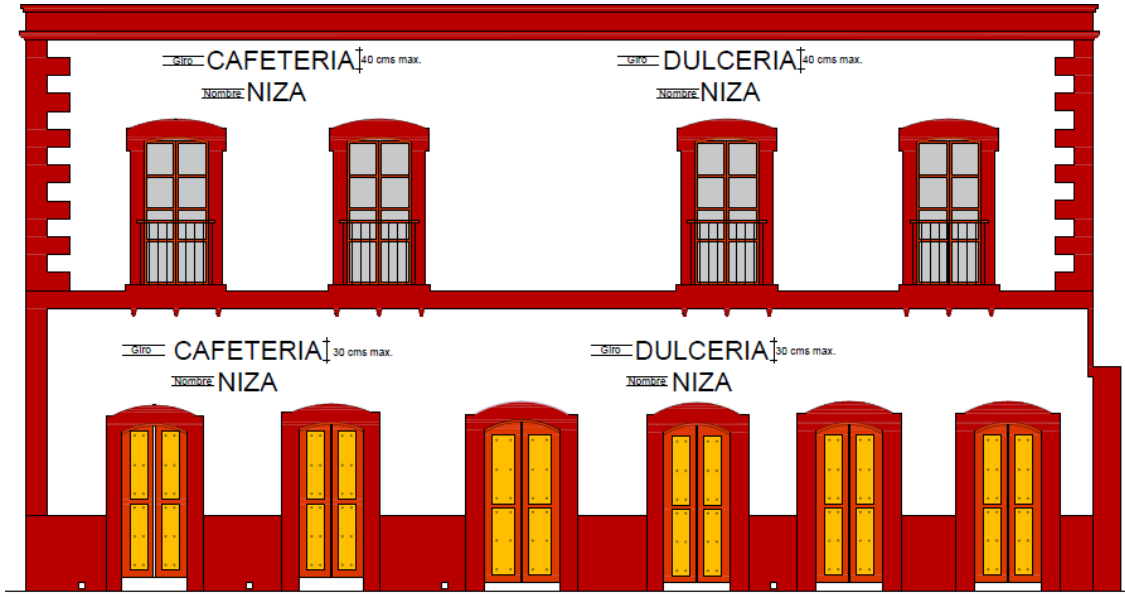 Giro CAFETERIA 40 cms max.
Nombre NIZA
Giro DULCERIA 40 cms max.
Nombre NIZA
Giro CAFETERIA 30 cms max.
Nombre NIZA
Giro DULCERIA 30 cms max.
Nombre NIZA